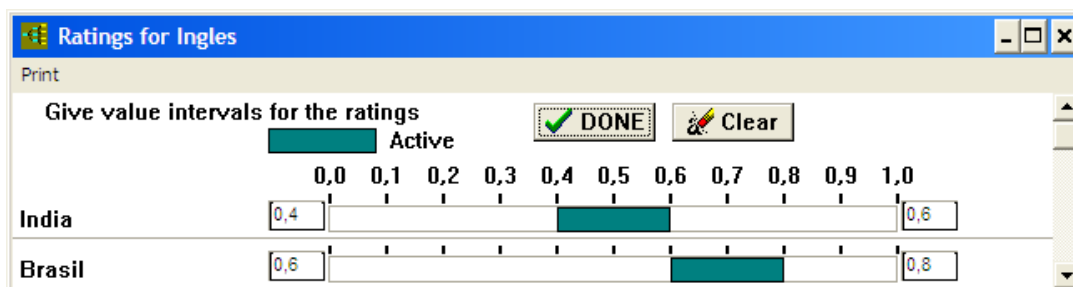 Ratings for Ingles
Print
Give value intervals for the ratings
DONE
Clear
Active
0,0 0,1 0,2 0,3 0,4 0,5 0,6 0,7 0,8 0,9 1,0
India 0,4 0,6
Brasil 0,6 0,8